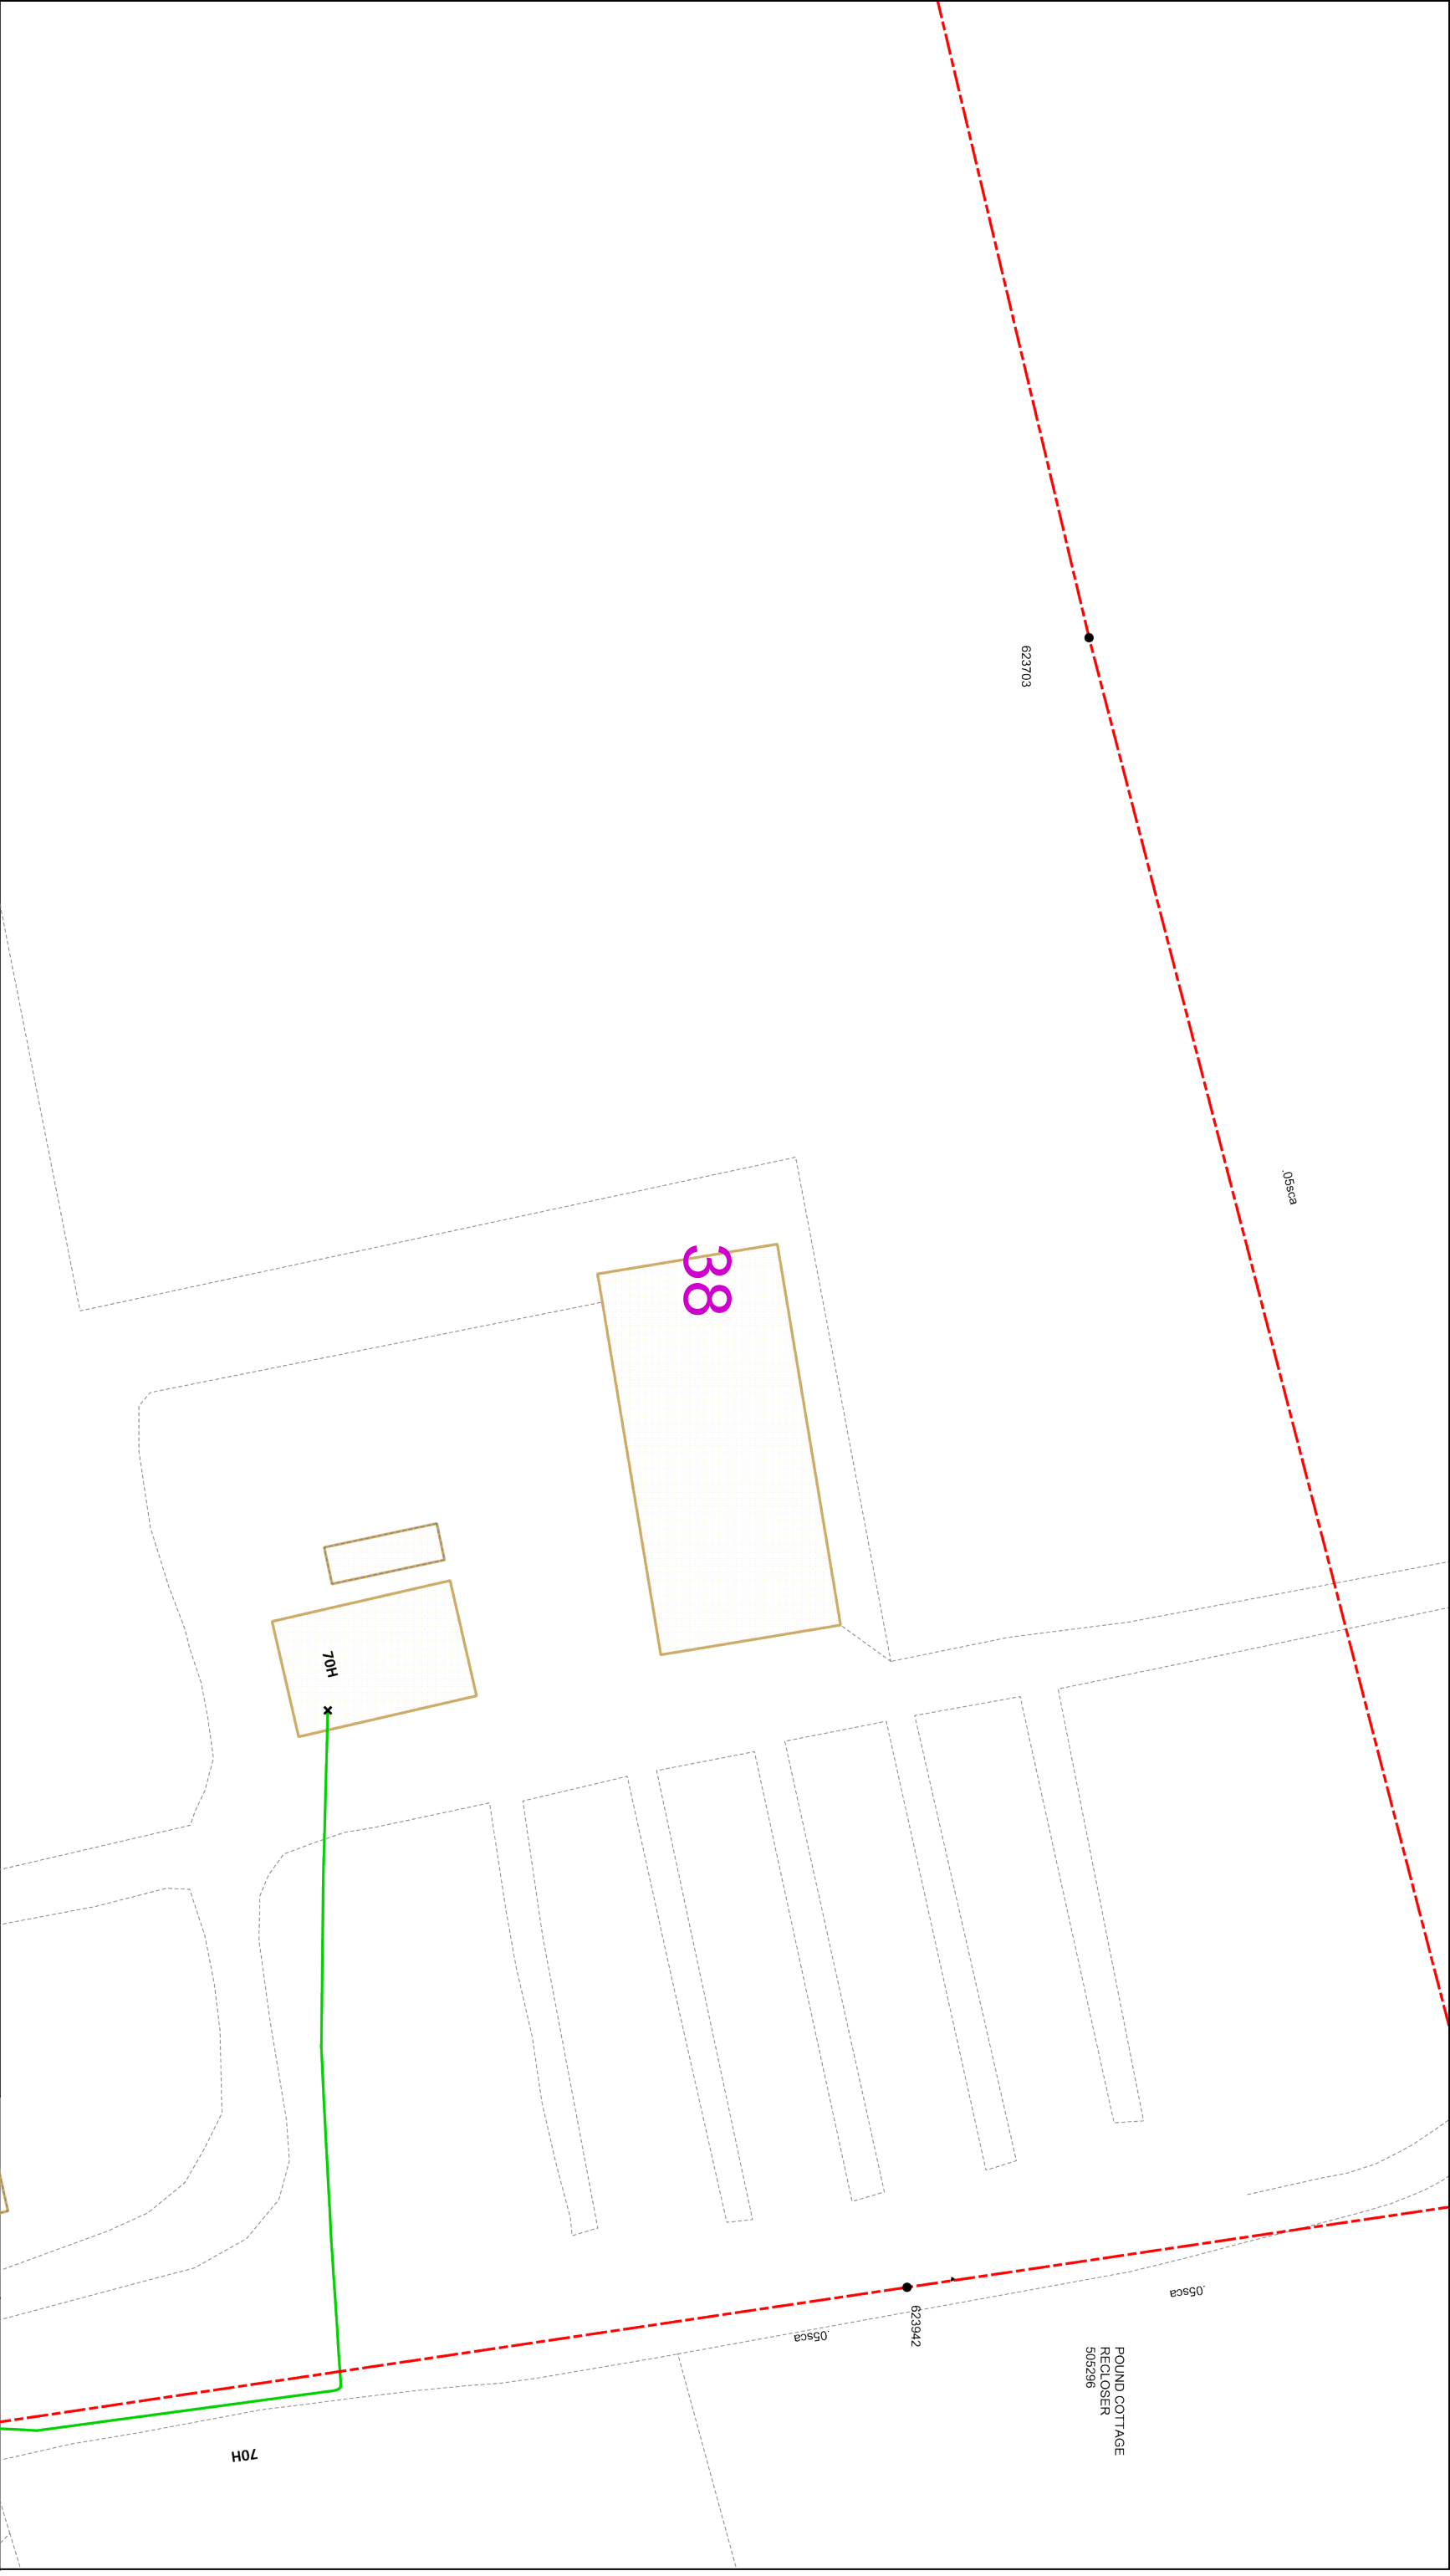 623703
.05sca
38
70H
.05sca
623942
.05sca
POUND COTTAGE
RECLOSER
505296
70H